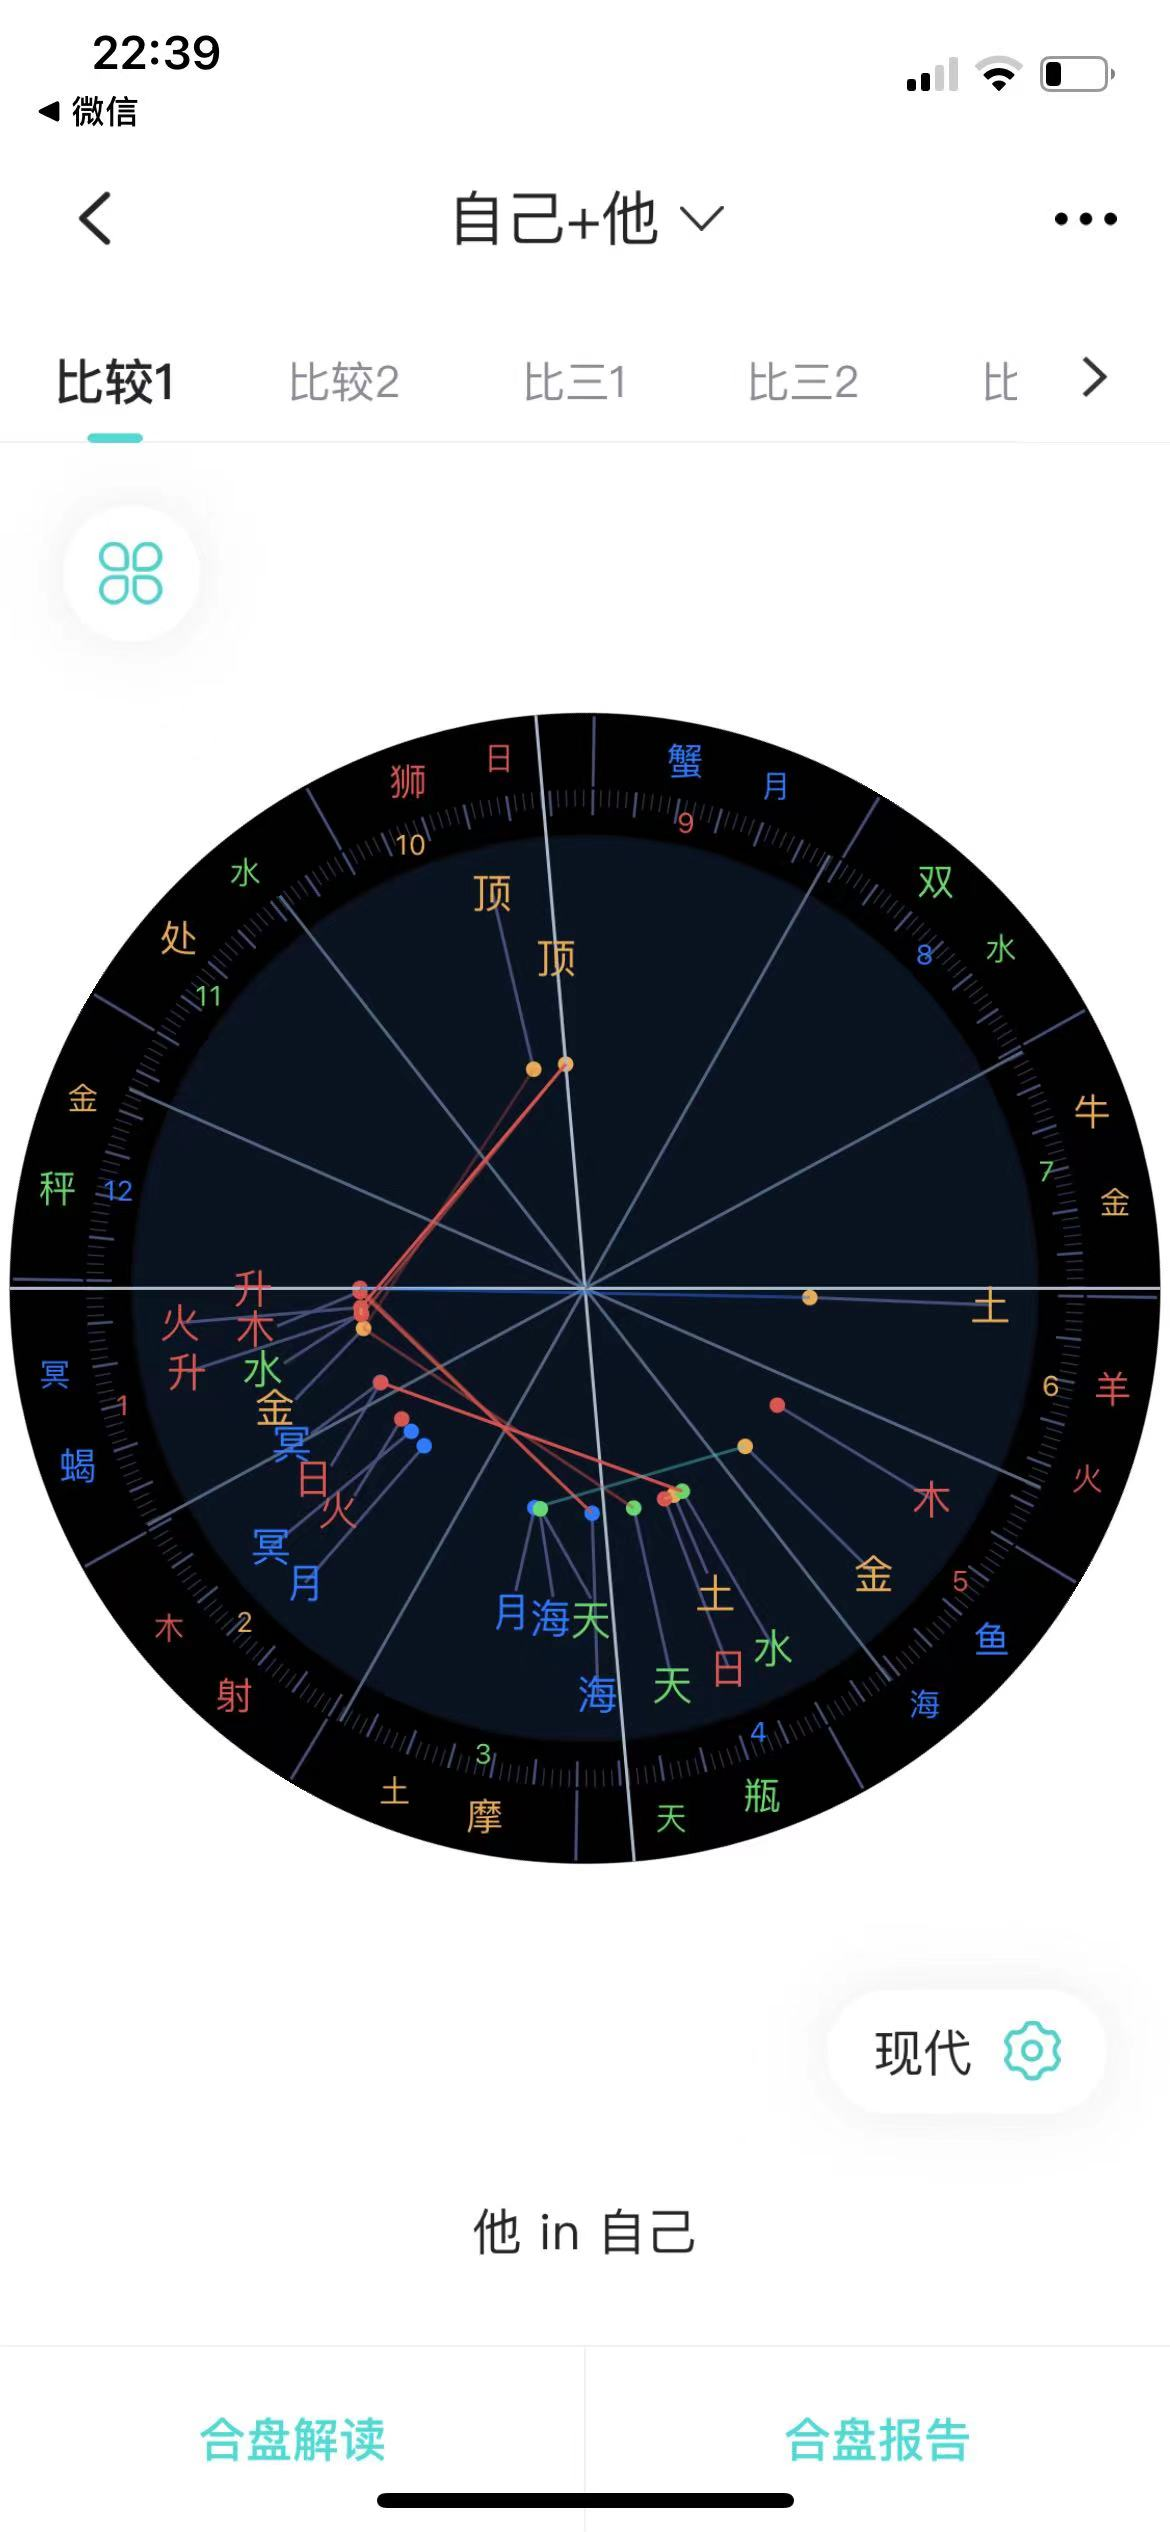 22:39
微信
自己+他
比较1 比较2 比三1 比三2 比
狮 日 蟹 月
9
10
水 顶 双
处 顶 水
8
11
金 牛
7
秤 12 金
升 土
火 木
升 水 冥 6 羊
金 1
冥 蝎
日 火
火 木
冥 金
月 5
月 海 天 土 木 2 鱼
水
海 天 日 射 海
4
3
土 摩 天 瓶
现代
他 in 自己
合盘解读 合盘报告